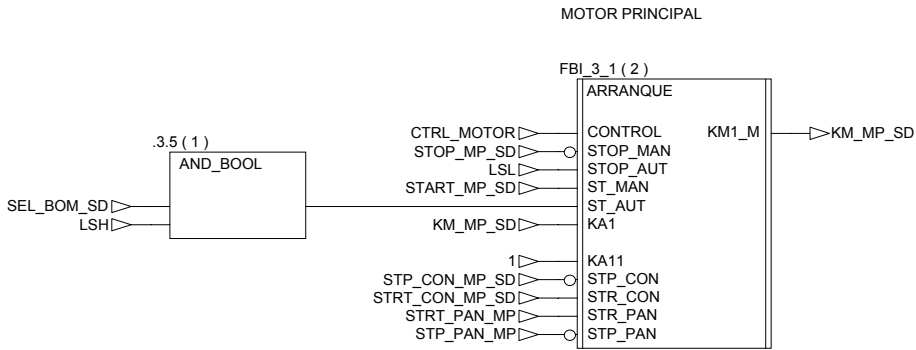 MOTOR PRINCIPAL
FBI_3_1 ( 2 )
ARRANQUE
CTRL_MOTOR CONTROL KM1_M KM_MP_SD
.3.5 ( 1 )
STOP_MP_SD STOP_MAN
AND_BOOL
LSL STOP_AUT
START_MP_SD ST_MAN
SEL_BOM_SD ST_AUT
LSH KM_MP_SD KA1
1 KA11
STP_CON_MP_SD STP_CON
STRT_CON_MP_SD STR_CON
STRT_PAN_MP STR_PAN
STP_PAN_MP STP_PAN